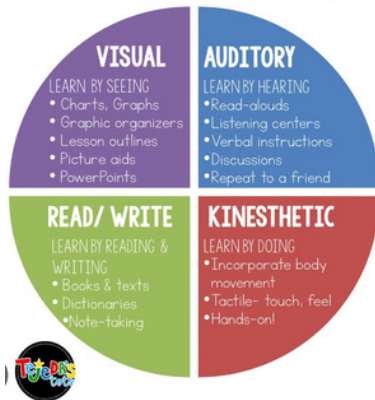 VISUAL
LEARN BY SEEING
• Charts, Graphs
• Graphic organizers
• Lesson outlines
• Picture aids
• PowerPoints
AUDITORY
LEARN BY HEARING
• Read-alouds
• Listening centers
• Verbal instructions
• Discussions
• Repeat to a friend
READ/ WRITE
LEARN BY READING &
WRITING
• Books & texts
• Dictionaries
• Note-taking
KINESTHETIC
LEARN BY DOING
• Incorporate body
movement
• Tactile- touch, feel
• Hands-on!
TEJEDA'S